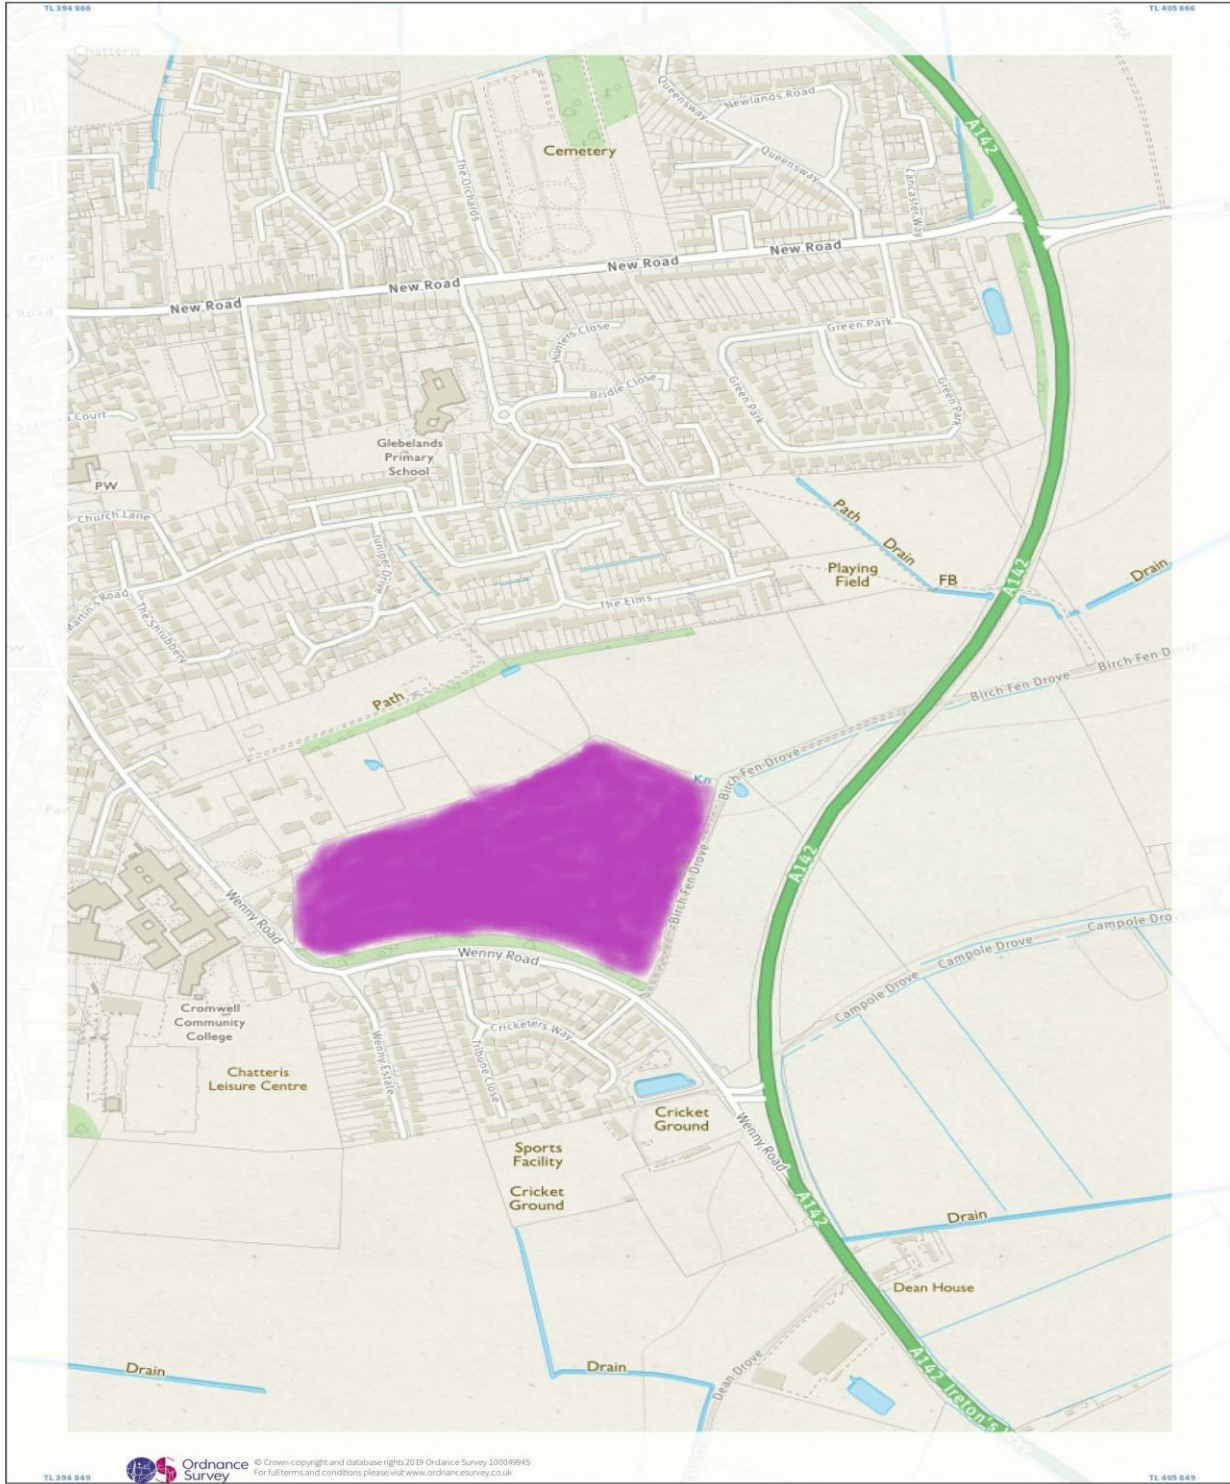 TL 394 866
TL 405 866
Chatteris
Track
A142
Queensway
Newlands Road
Cemetery
The Orchards
Queensway
Lancaster Way
New Road
New Road
New Road
New Road
Road
Hunters Close
Green Park
Bridle Close
Green Park
Green Park
Court
Glebelands
Primary
School
PW
Church Lane
Juniper Drive
Path
Drain
Playing
Field
FB
A142
Drain
The Elms
Martin's Road
The Shrubbery
Birch Fen Drove
Birch Fen Drove
Path
Birch Fen Drove
Kn
A142
Birch Fen Drove
Wenny Road
Wenny Road
Campole Drove
Campole Dro
Campole Drove
Cromwell
Community
College
Cricketers Way
Wenny Estate
Tribune Close
Chatteris
Leisure Centre
Cricket
Ground
Wenny Road
Sports
Facility
Cricket
Ground
A142
Drain
Dean House
Drain
Drain
Dean Drove
A142 Ireton's Way
TL 394 849
Ordnance
Survey
© Crown copyright and database rights 2019 Ordance Survey 100049945
For full terms and conditions please visit www.ordnancesurvey.co.uk
TL 405 849